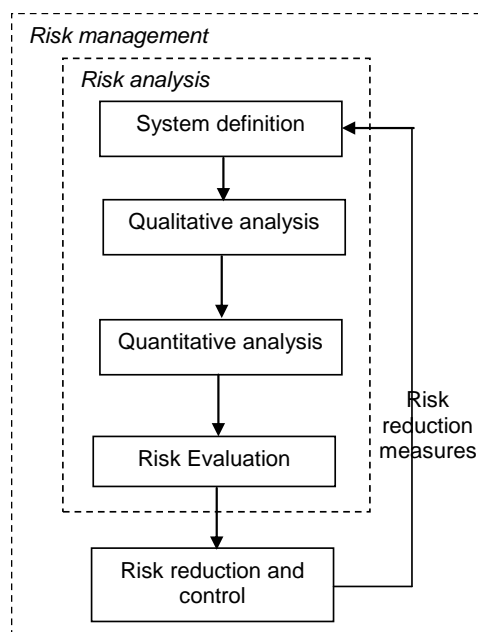 Risk management
Risk analysis
System definition
Qualitative analysis
Quantitative analysis
Risk Evaluation
Risk
reduction
measures
Risk reduction and
control